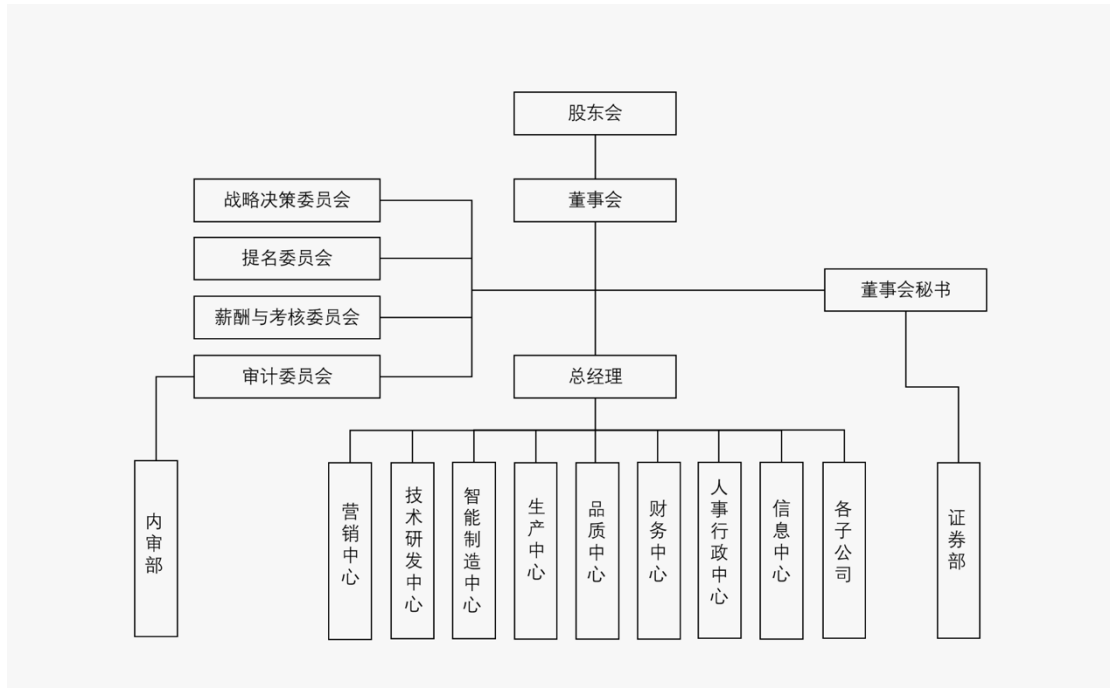 股东会
战略决策委员会
董事会
提名委员会
董事会秘书
薪酬与考核委员会
审计委员会
总经理
内审部
营销中心
技术研发中心
智能制造中心
生产中心
品质中心
财务中心
人事行政中心
信息中心
各子公司
证券部